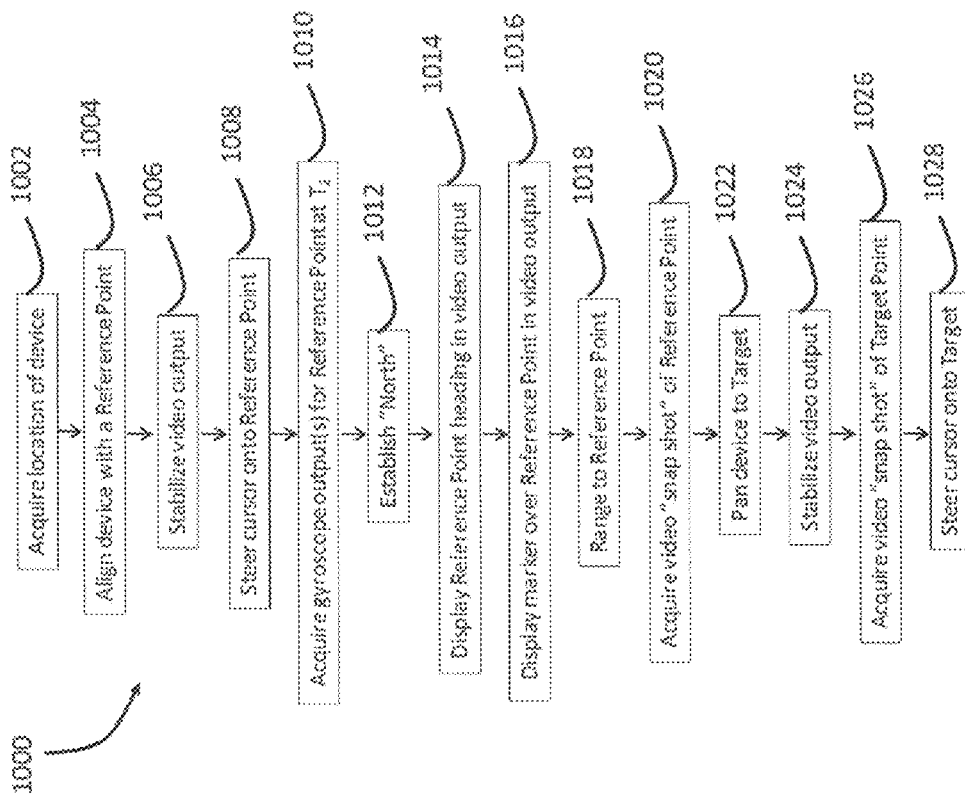 1000
Acquire location of device
1002
Align device with a Reference Point
1004
Stabilize video output
1006
Steer cursor onto Reference Point
1008
Acquire gyroscope output(s) for Reference Point at T₂
1010
Establish "North"
1012
Display Reference Point heading in video output
1014
Display marker over Reference Point in video output
1016
Range to Reference Point
1018
Acquire video "snap shot" of Reference Point
1020
Pan device to Target
1022
Stabilize video output
1024
Acquire video "snap shot" of Target Point
1026
Steer cursor onto Target
1028